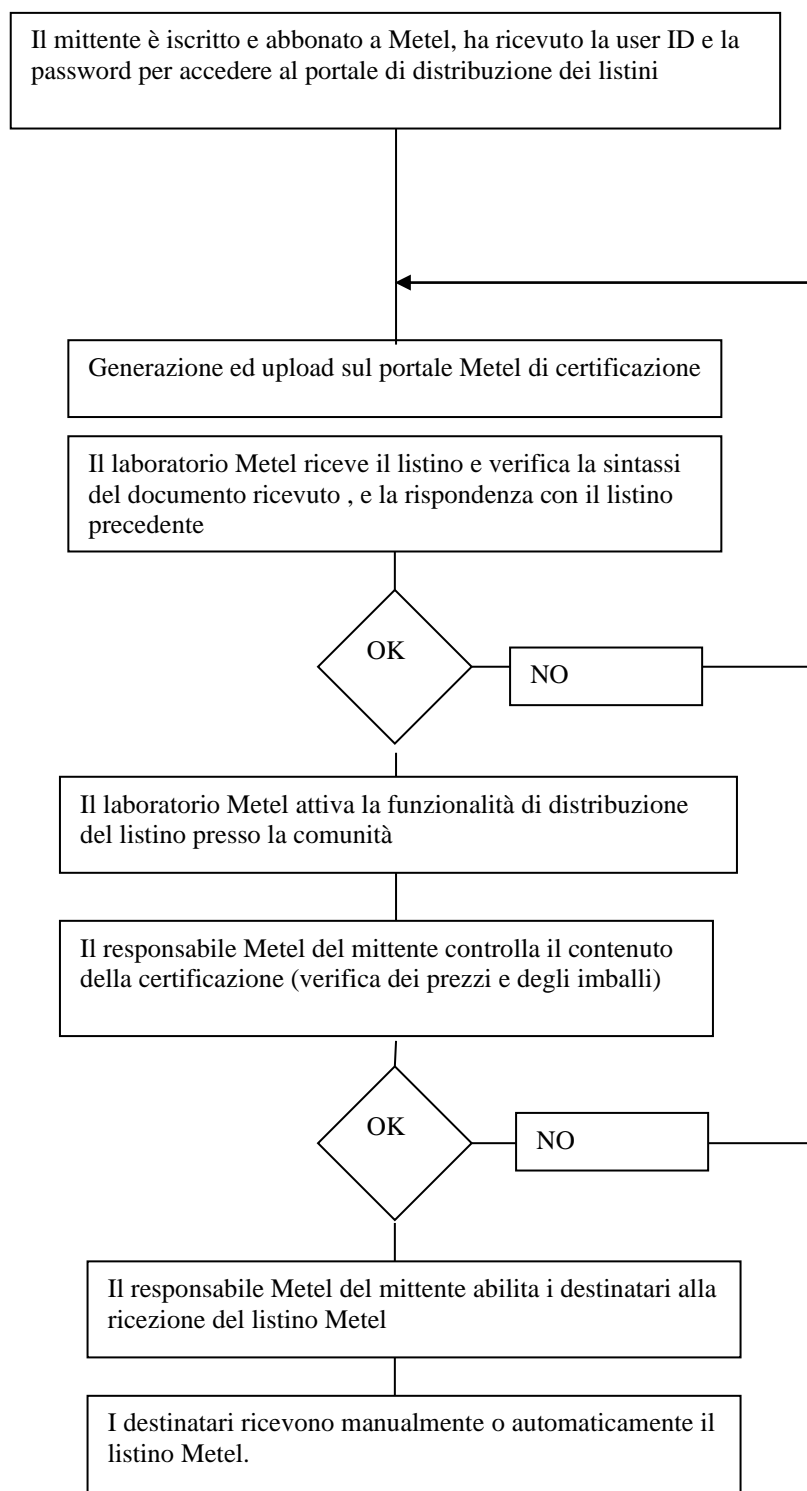 Il mittente è iscritto e abbonato a Metel, ha ricevuto la user ID e la
password per accedere al portale di distribuzione dei listini
Generazione ed upload sul portale Metel di certificazione
Il laboratorio Metel riceve il listino e verifica la sintassi
del documento ricevuto , e la rispondenza con il listino
precedente
OK
NO
Il laboratorio Metel attiva la funzionalità di distribuzione
del listino presso la comunità
Il responsabile Metel del mittente controlla il contenuto
della certificazione (verifica dei prezzi e degli imballi)
OK
NO
Il responsabile Metel del mittente abilita i destinatari alla
ricezione del listino Metel
I destinatari ricevono manualmente o automaticamente il
listino Metel.